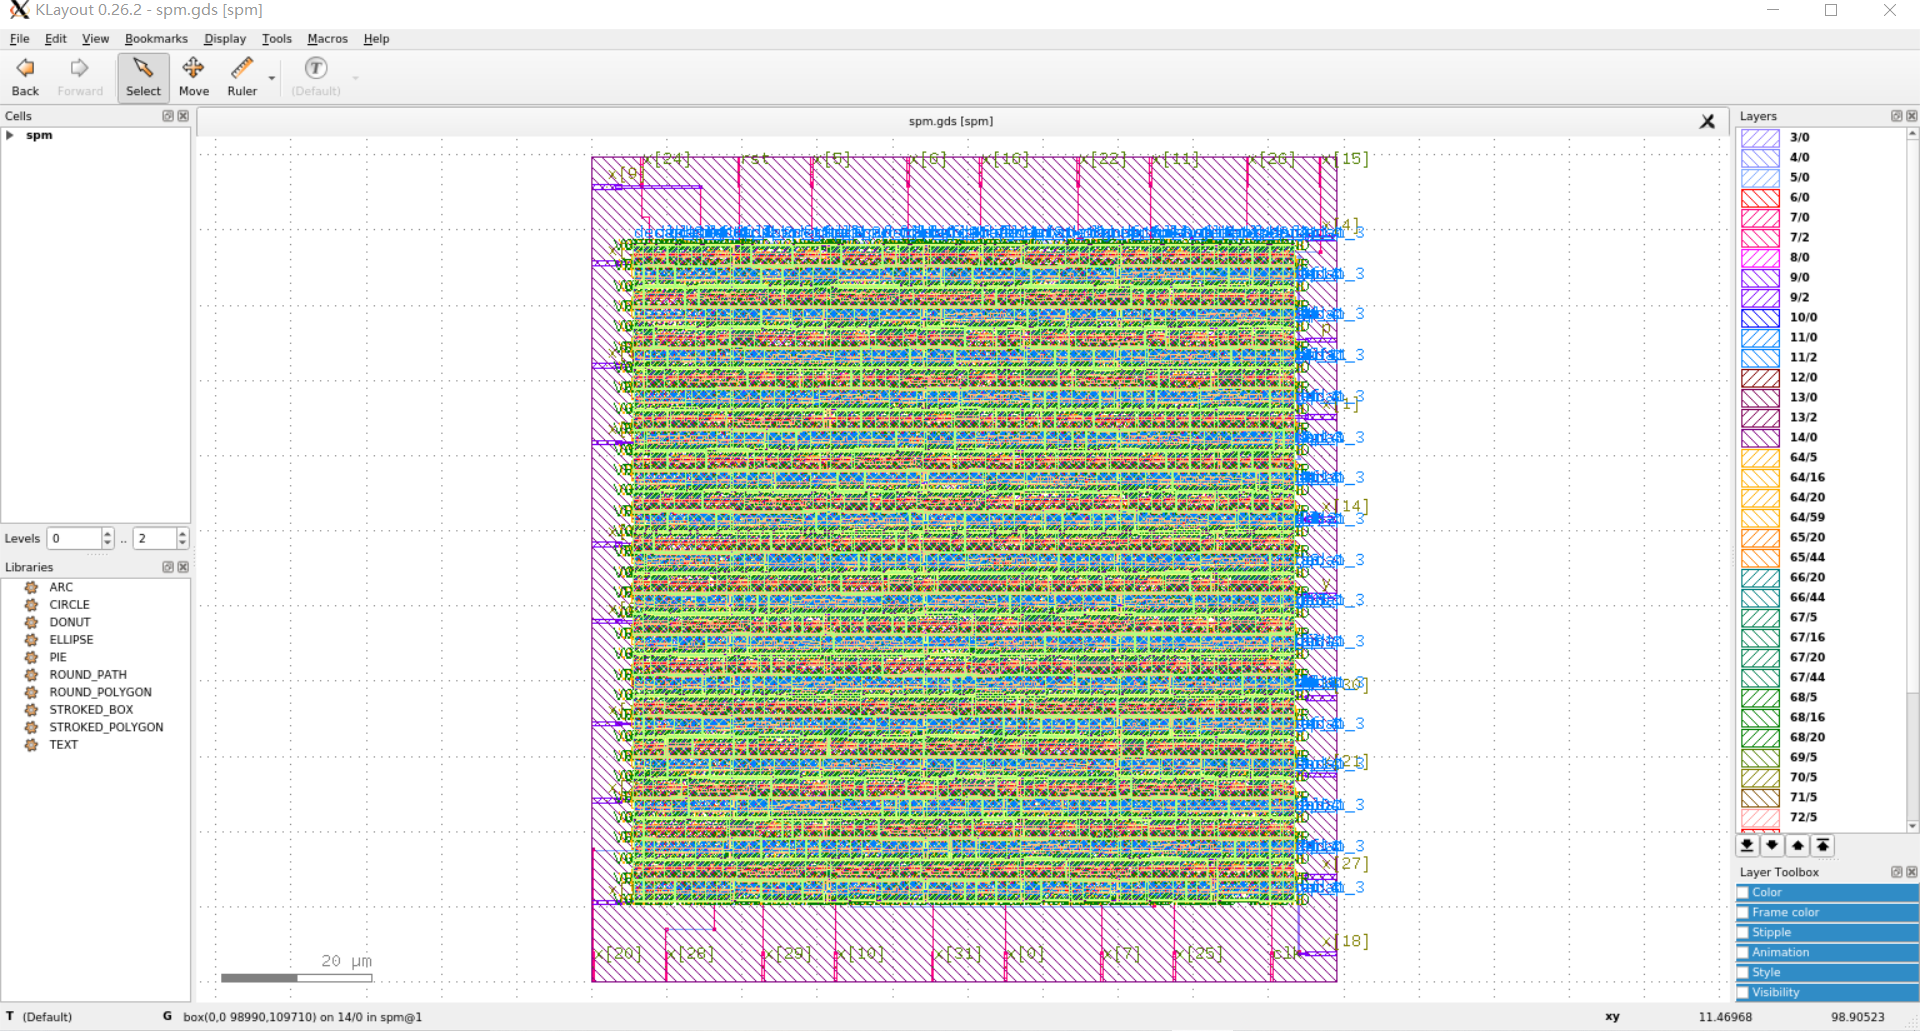 KLayout 0.26.2 - spm.gds [spm]
File Edit View Bookmarks Display Tools Macros Help
Back Forward Select Move Ruler (Default)
Cells
spm
Levels 0 .. 2
Libraries
ARC
CIRCLE
DONUT
ELLIPSE
PIE
ROUND_PATH
ROUND_POLYGON
STROKED_BOX
STROKED_POLYGON
TEXT
spm.gds [spm]
x[24] rst x[5] x[6] x[16] x[22] x[11] x[26] x[15]
x[9]
x[4]
p
x[1]
x[14]
y
x[30]
x[21]
x[27]
x[18]
x[20] x[28] x[29] x[10] x[31] x[0] x[7] x[25] clk
20 µm
Layers
3/0
4/0
5/0
6/0
7/0
7/2
8/0
9/0
9/2
10/0
11/0
11/2
12/0
13/0
13/2
14/0
64/5
64/16
64/20
64/59
65/20
65/44
66/20
66/44
67/5
67/16
67/20
67/44
68/5
68/16
68/20
69/5
70/5
71/5
72/5
Layer Toolbox
Color
Frame color
Stipple
Animation
Style
Visibility
T (Default) G box(0,0 98990,109710) on 14/0 in spm@1 xy 11.46968 98.90523